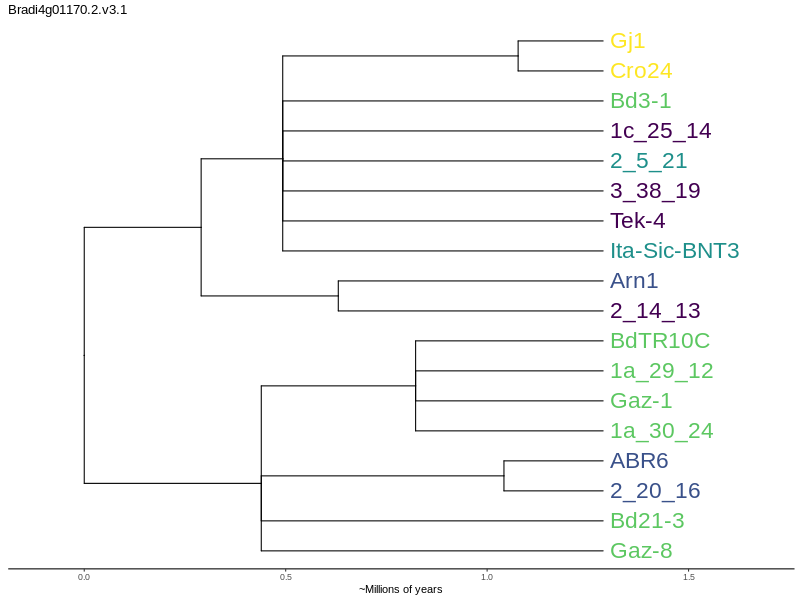 Bradi4g01170.2.v3.1
Gj1
Cro24
Bd3-1
1c_25_14
2_5_21
3_38_19
Tek-4
Ita-Sic-BNT3
Arn1
2_14_13
BdTR10C
1a_29_12
Gaz-1
1a_30_24
ABR6
2_20_16
Bd21-3
Gaz-8
0.0 0.5 1.0 1.5
~Millions of years